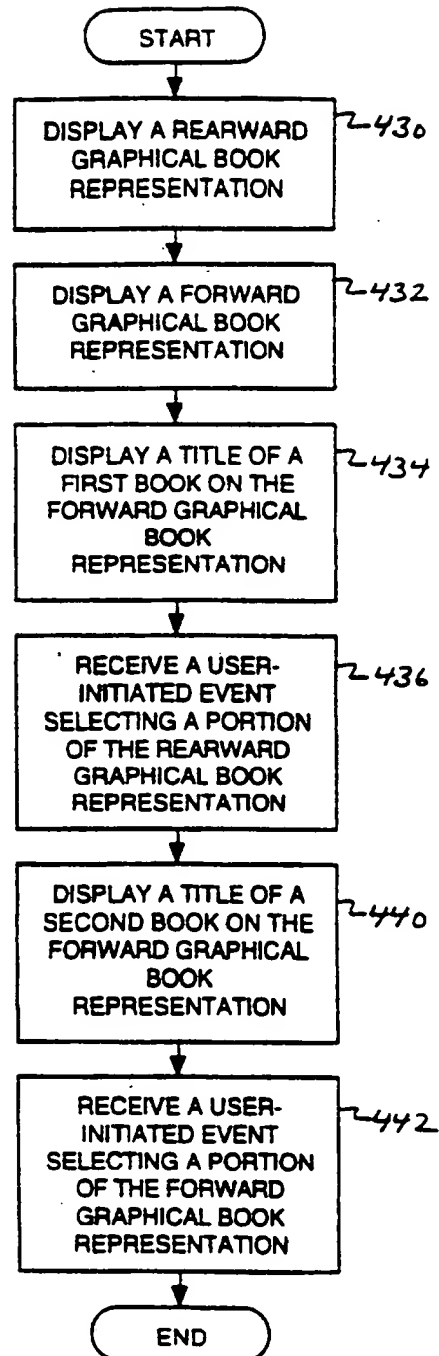 START
DISPLAY A REARWARD
GRAPHICAL BOOK
REPRESENTATION
430
DISPLAY A FORWARD
GRAPHICAL BOOK
REPRESENTATION
432
DISPLAY A TITLE OF A
FIRST BOOK ON THE
FORWARD GRAPHICAL
BOOK
REPRESENTATION
434
RECEIVE A USER-
INITIATED EVENT
SELECTING A PORTION
OF THE REARWARD
GRAPHICAL BOOK
REPRESENTATION
436
DISPLAY A TITLE OF A
SECOND BOOK ON THE
FORWARD GRAPHICAL
BOOK
REPRESENTATION
440
RECEIVE A USER-
INITIATED EVENT
SELECTING A PORTION
OF THE FORWARD
GRAPHICAL BOOK
REPRESENTATION
442
END